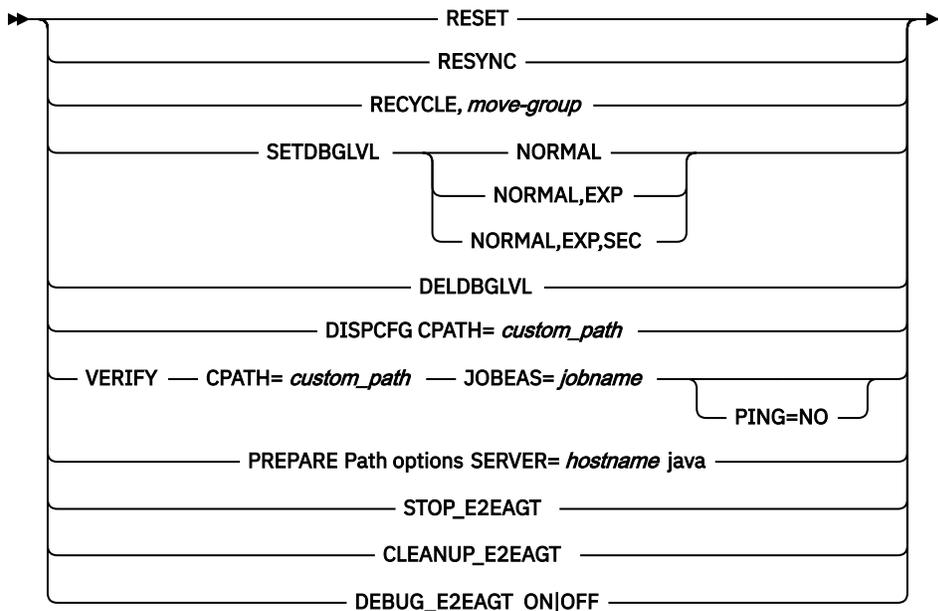 RESET
RESYNC
RECYCLE, move-group
SETDBGLVL NORMAL
NORMAL,EXP
NORMAL,EXP,SEC
DELDBGLVL
DISPCFG CPATH= custom_path
VERIFY CPATH= custom_path JOBEAS= jobname
PING=NO
PREPARE Path options SERVER= hostname java
STOP_E2EAGT
CLEANUP_E2EAGT
DEBUG_E2EAGT ON|OFF